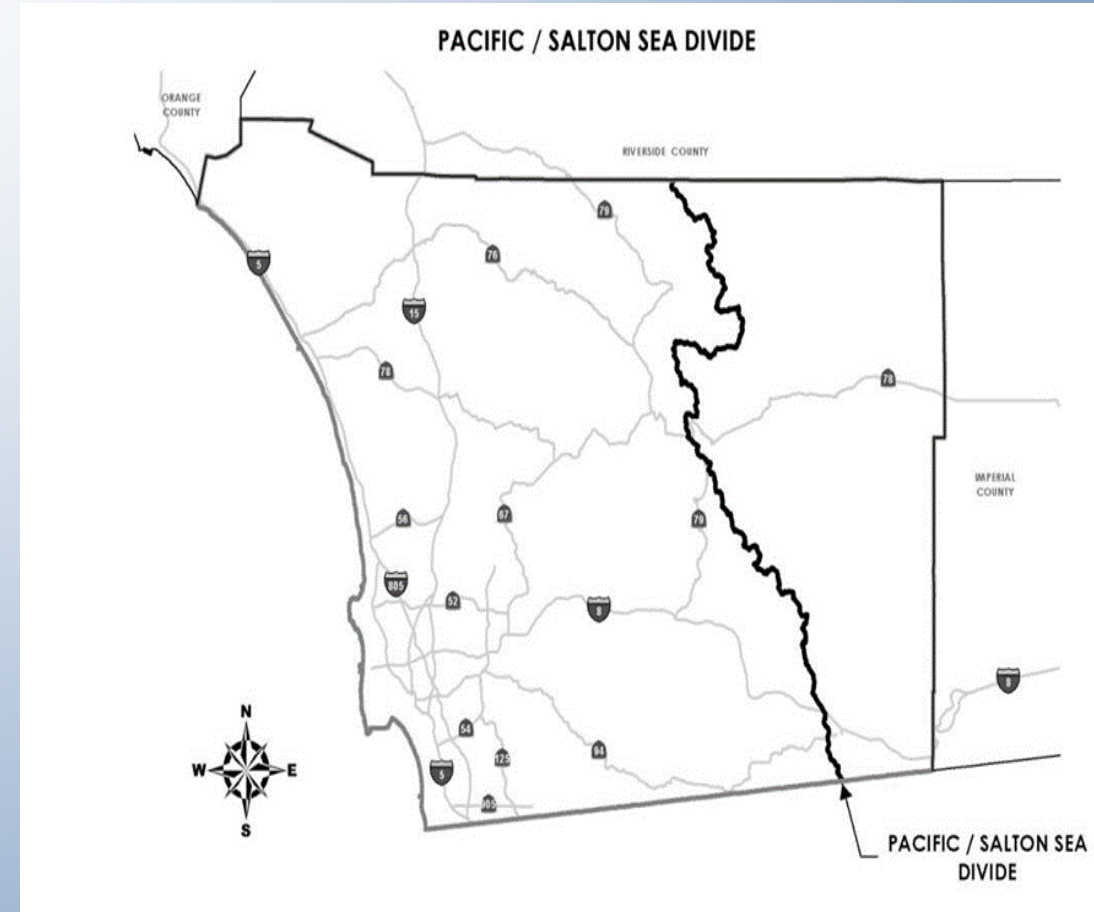 PACIFIC / SALTON SEA DIVIDE
ORANGE
COUNTY
RIVERSIDE COUNTY
79
76
5
15
78
78
IMPERIAL
COUNTY
56
67
79
805
52
8
8
N
W
E
S
54
94
125
5
905
PACIFIC / SALTON SEA
DIVIDE